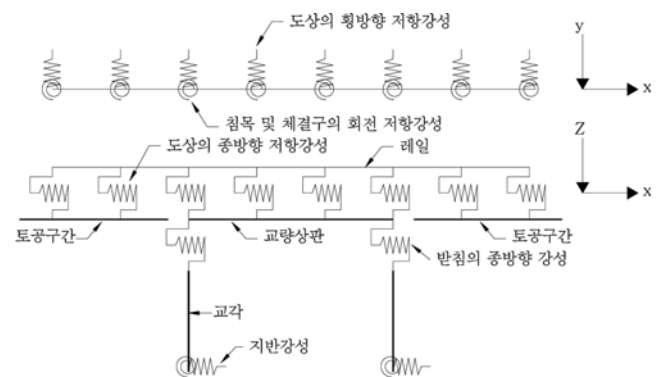 도상의 횡방향 저항강성
y
x
침목 및 체결구의 회전 저항강성
도상의 종방향 저항강성
레일
Z
x
토공구간
교량상판
토공구간
받침의 종방향 강성
교각
지반강성